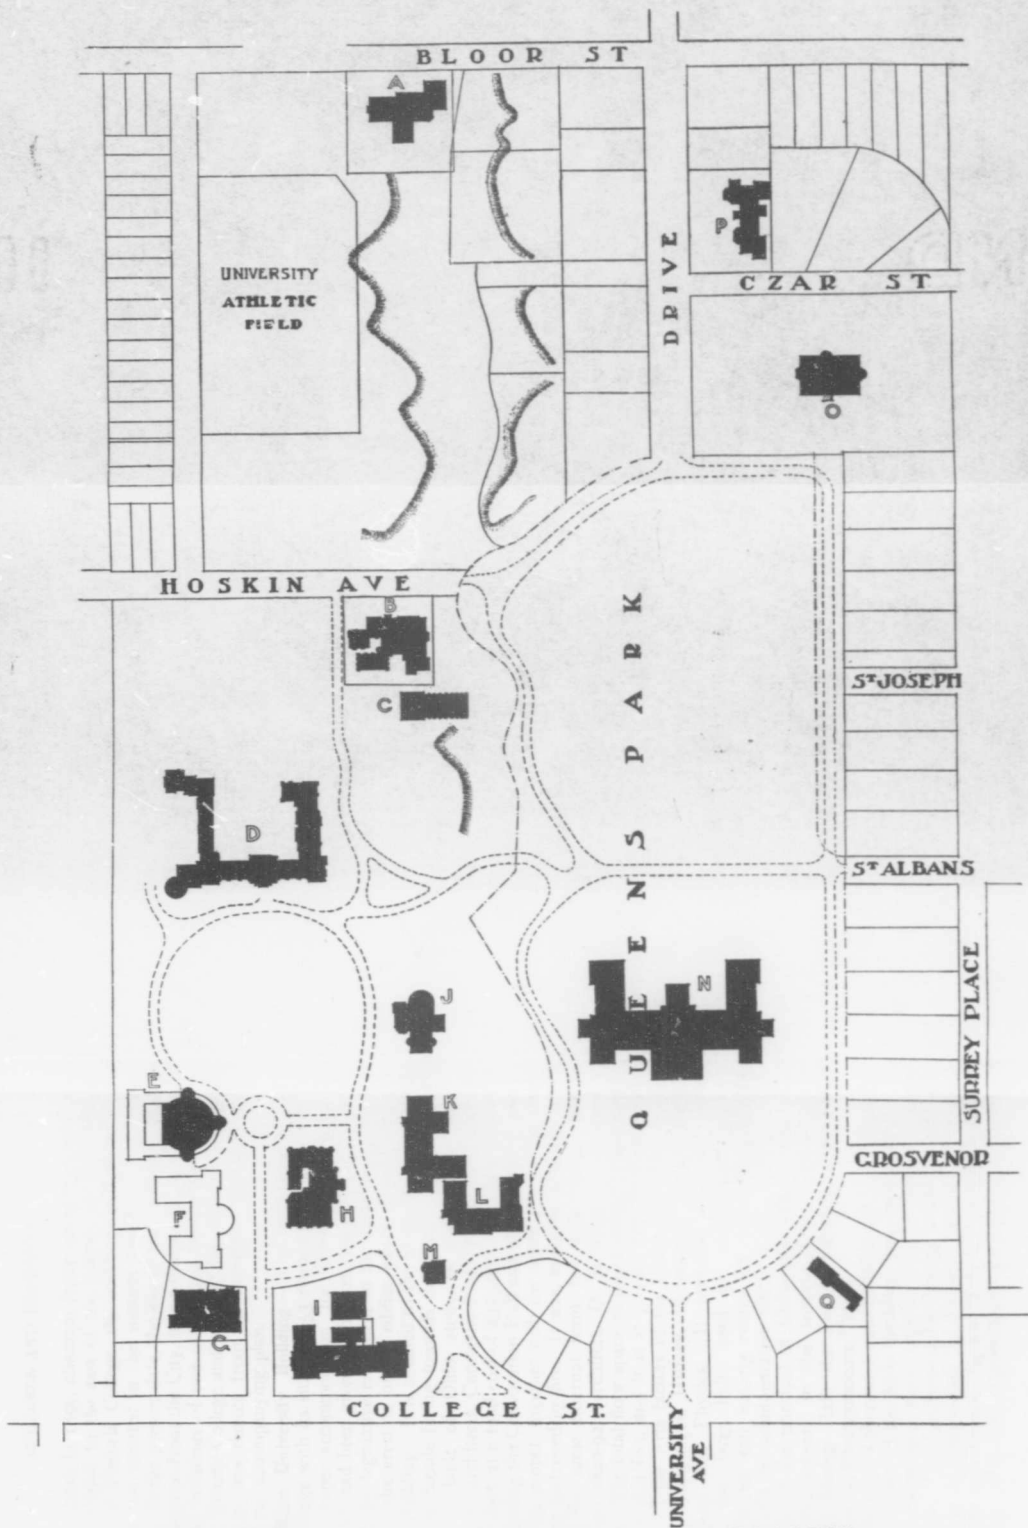 BLOOR ST
A
P
DRIVE
UNIVERSITY
ATHLETIC
FIELD
CZAR ST
O
HOSKIN AVE
B
C
QUEENS PARK
ST JOSEPH
D
ST ALBANS
J
N
SURREY PLACE
E
K
GROSVENOR
F
H
L
M
G
I
Q
COLLEGE ST.
UNIVERSITY
AVE